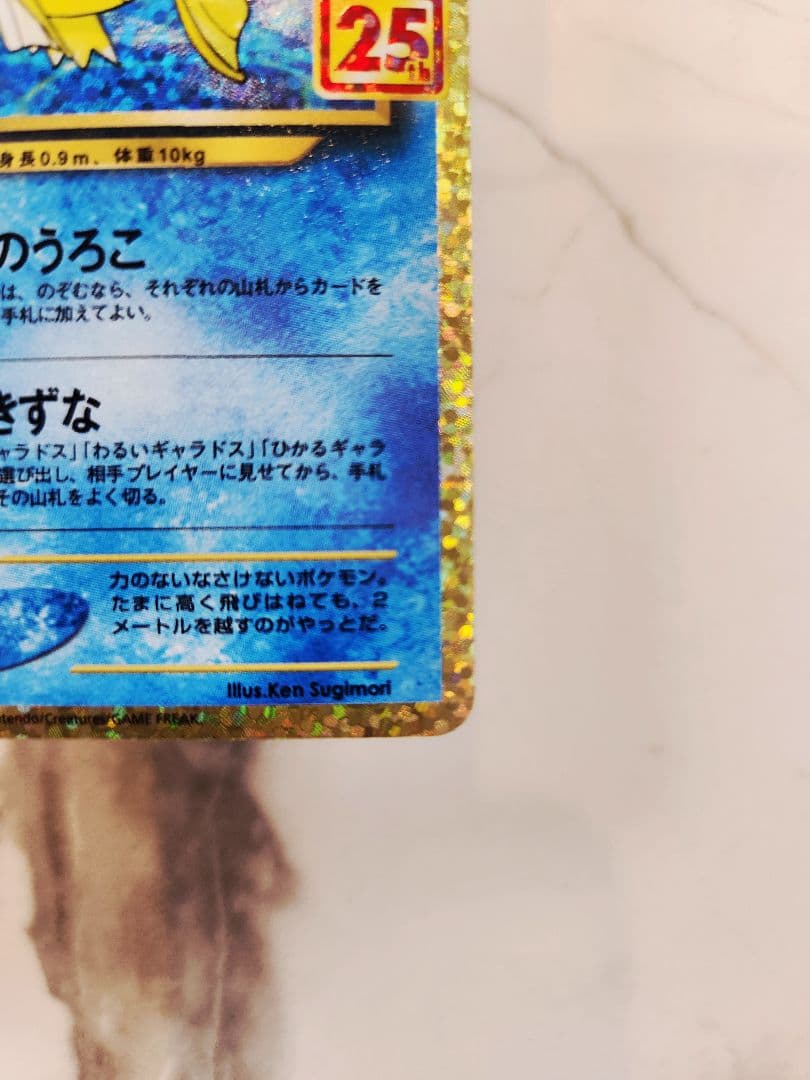 25th
身長0.9m、体重10kg
のうろこ
は、のぞむなら、それぞれの山札からカードを
手札に加えてよい。
きずな
ャラドス」「わるいギャラドス」「ひかるギャラ
選び出し、相手プレイヤーに見せてから、手札
その山札をよく切る。
力のないなさけないポケモン。
たまに高く飛びはねても、2
メートルを越すのがやっとだ。
Illus.Ken Sugimori
ntendo/Creatures/GAME FREAK.